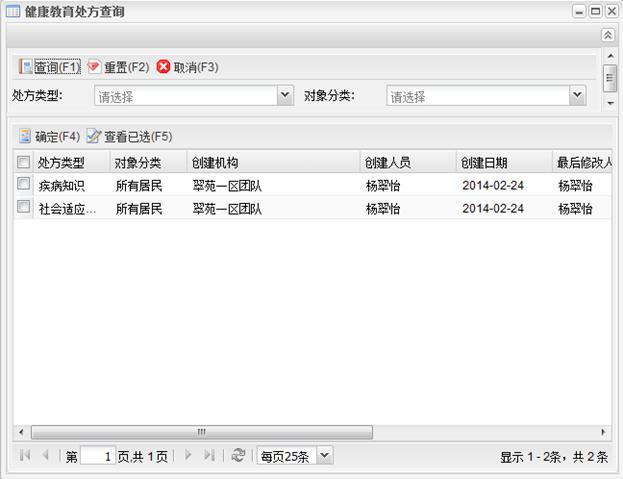 健康教育处方查询
查询(F1) 重置(F2) 取消(F3)
处方类型: 请选择 对象分类: 请选择
确定(F4) 查看已选(F5)
处方类型 对象分类 创建机构 创建人员 创建日期 最后修改人
疾病知识 所有居民 翠苑一区团队 杨翠怡 2014-02-24 杨翠怡
社会适应... 所有居民 翠苑一区团队 杨翠怡 2014-02-24 杨翠怡
第 1 页,共 1 页 每页25条 显示 1 - 2条，共 2 条